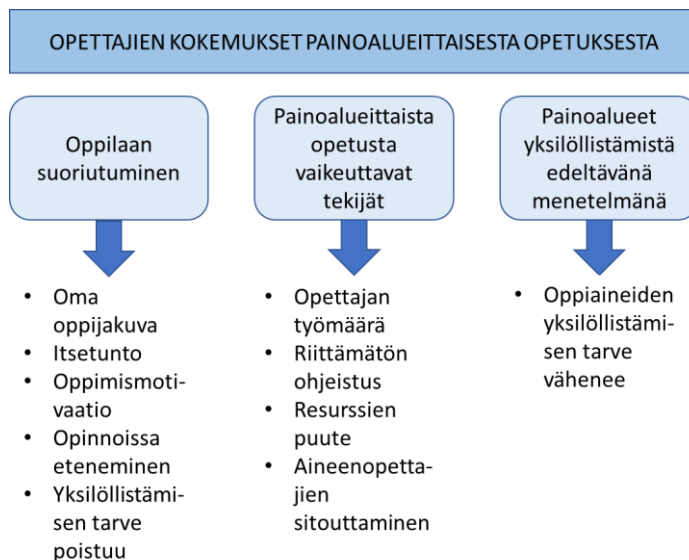 OPETTAJIEN KOKEMUKSET PAINOALUEITTAISESTA OPETUKSESTA
Oppilaan
suoriutuminen
Painoalueittaista
opetusta
vaikeuttavat
tekijät
Painoalueet
yksilöllistämistä
edeltävänä
menetelmänä
• Oma
oppijakuva
• Itsetunto
• Oppimismoti-
vaatio
• Opinnoissa
eteneminen
• Yksilöllistämi-
sen tarve
poistuu
• Opettajan
työmäärä
• Riittämätön
ohjeistus
• Resurssien
puute
• Aineenopetta-
jien
sitouttaminen
• Oppiaineiden
yksilöllistämi-
sen tarve
vähenee